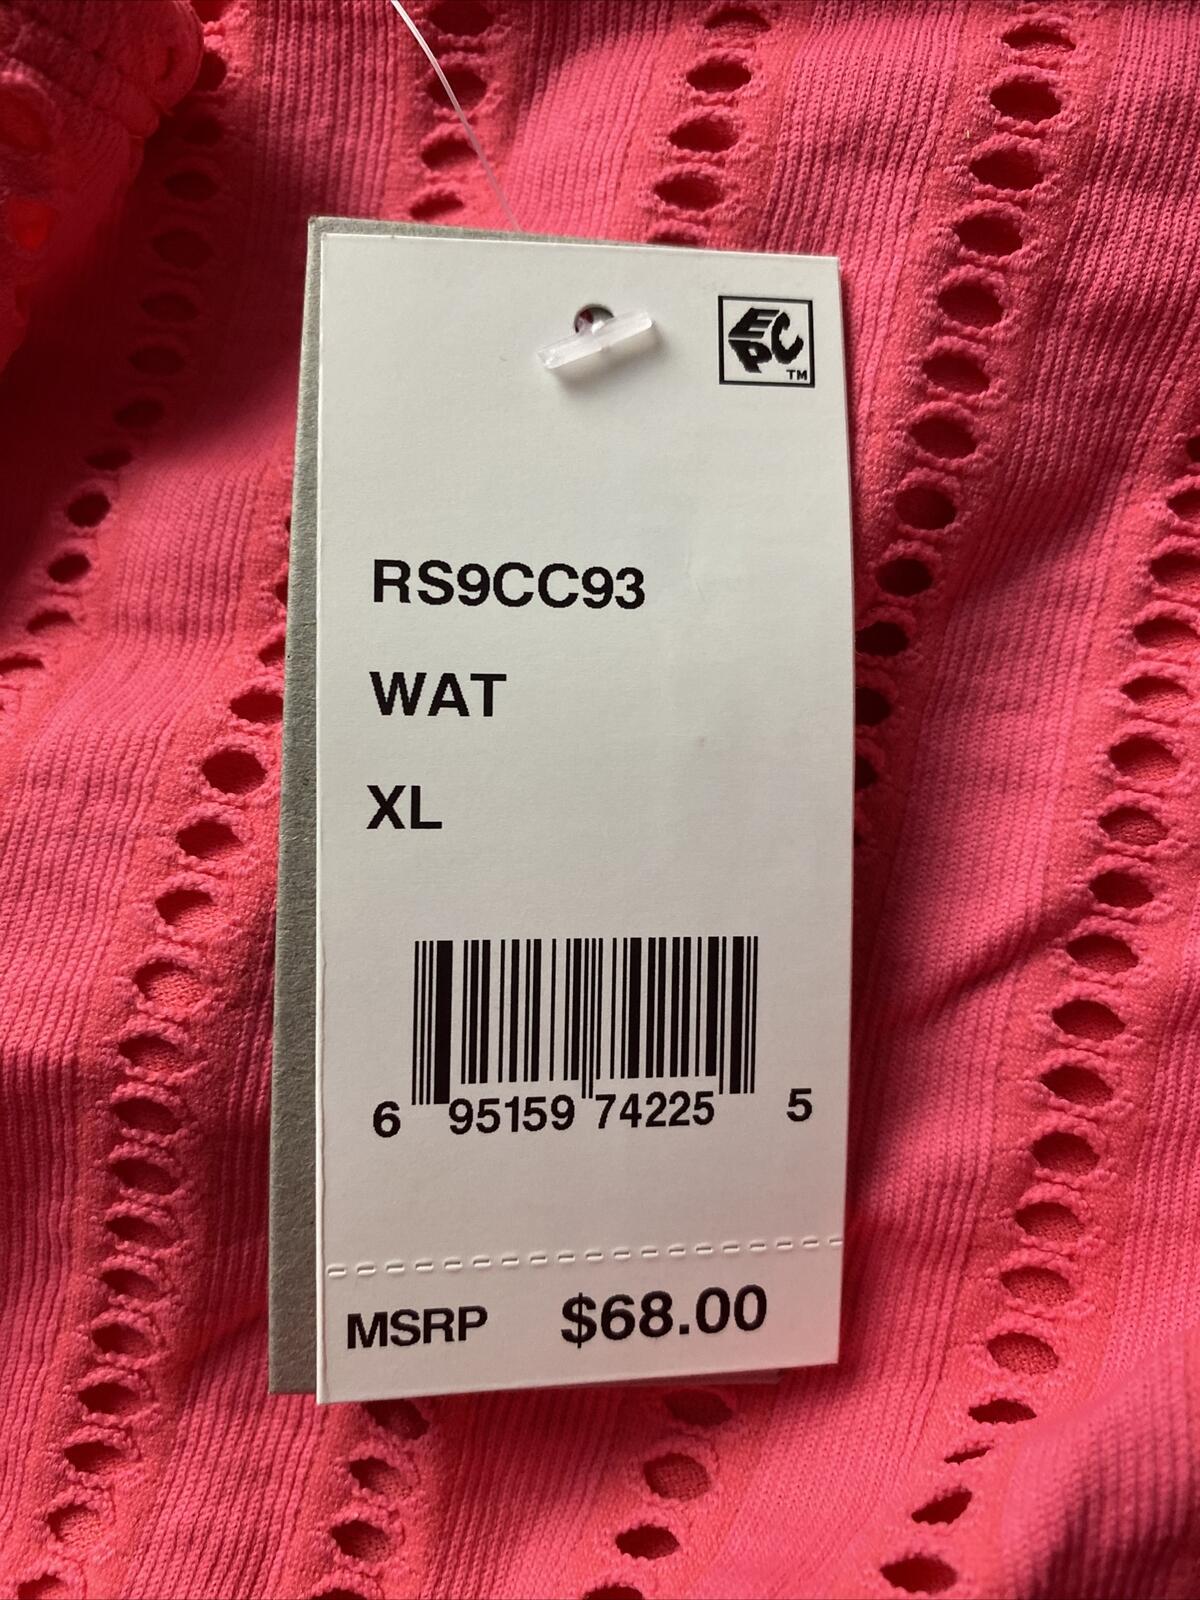 EPC
TM
RS9CC93
WAT
XL
6 95159 74225 5
MSRP $68.00